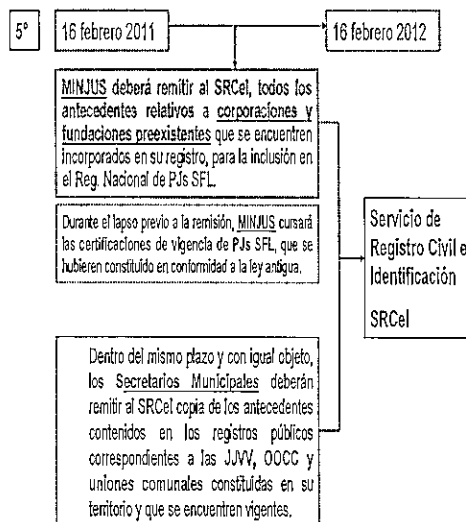 5º
16 febrero 2011
16 febrero 2012
MINJUS deberá remitir al SRCeI, todos los
antecedentes relativos a corporaciones y
fundaciones preexistentes que se encuentren
incorporados en su registro, para la inclusión en
el Reg. Nacional de PJs SFL.
Durante el lapso previo a la remisión, MINJUS cursará
las certificaciones de vigencia de PJs SFL, que se
hubieren constituído en conformidad a la ley antigua.
Servicio de
Registro Civil e
Identificación
SRCeI
Dentro del mismo plazo y con igual objeto,
los Secretarios Municipales deberán
remitir al SRCeI copia de los antecedentes
contenidos en los registros públicos
correspondientes a las JJVV, OOCC y
uniones comunales constituidas en su
territorio y que se encuentren vigentes.